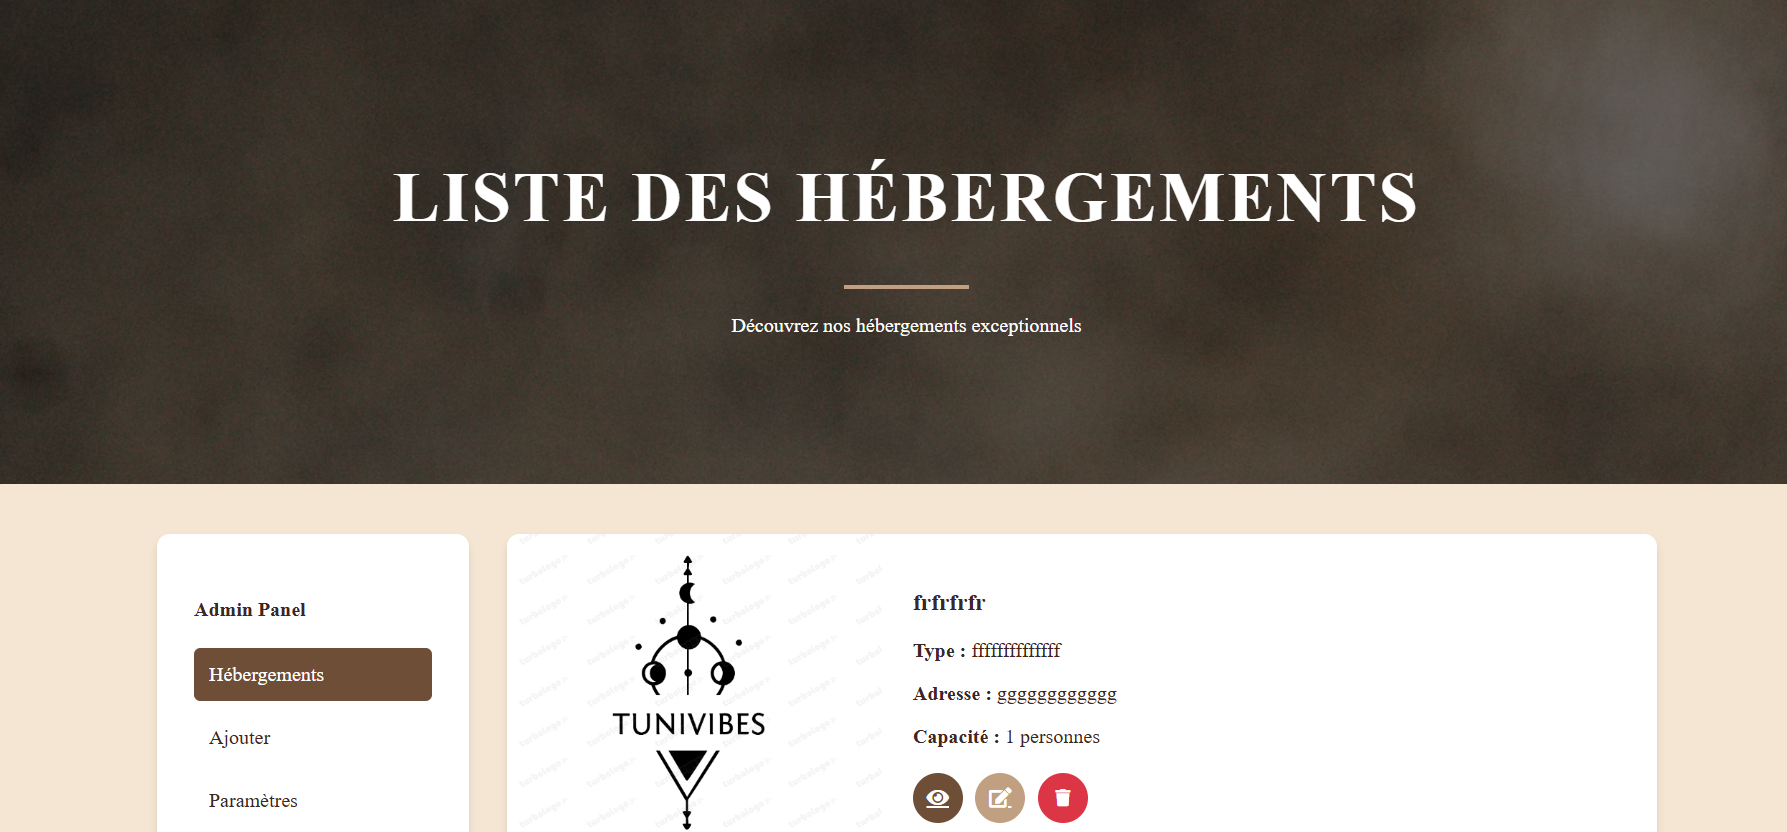 LISTE DES HÉBERGEMENTS
Découvrez nos hébergements exceptionnels
Admin Panel
Hébergements
Ajouter
Paramètres
TUNIVIBES
frfrfrfr
Type : ffffffffffffff
Adresse : gggggggggggg
Capacité : 1 personnes